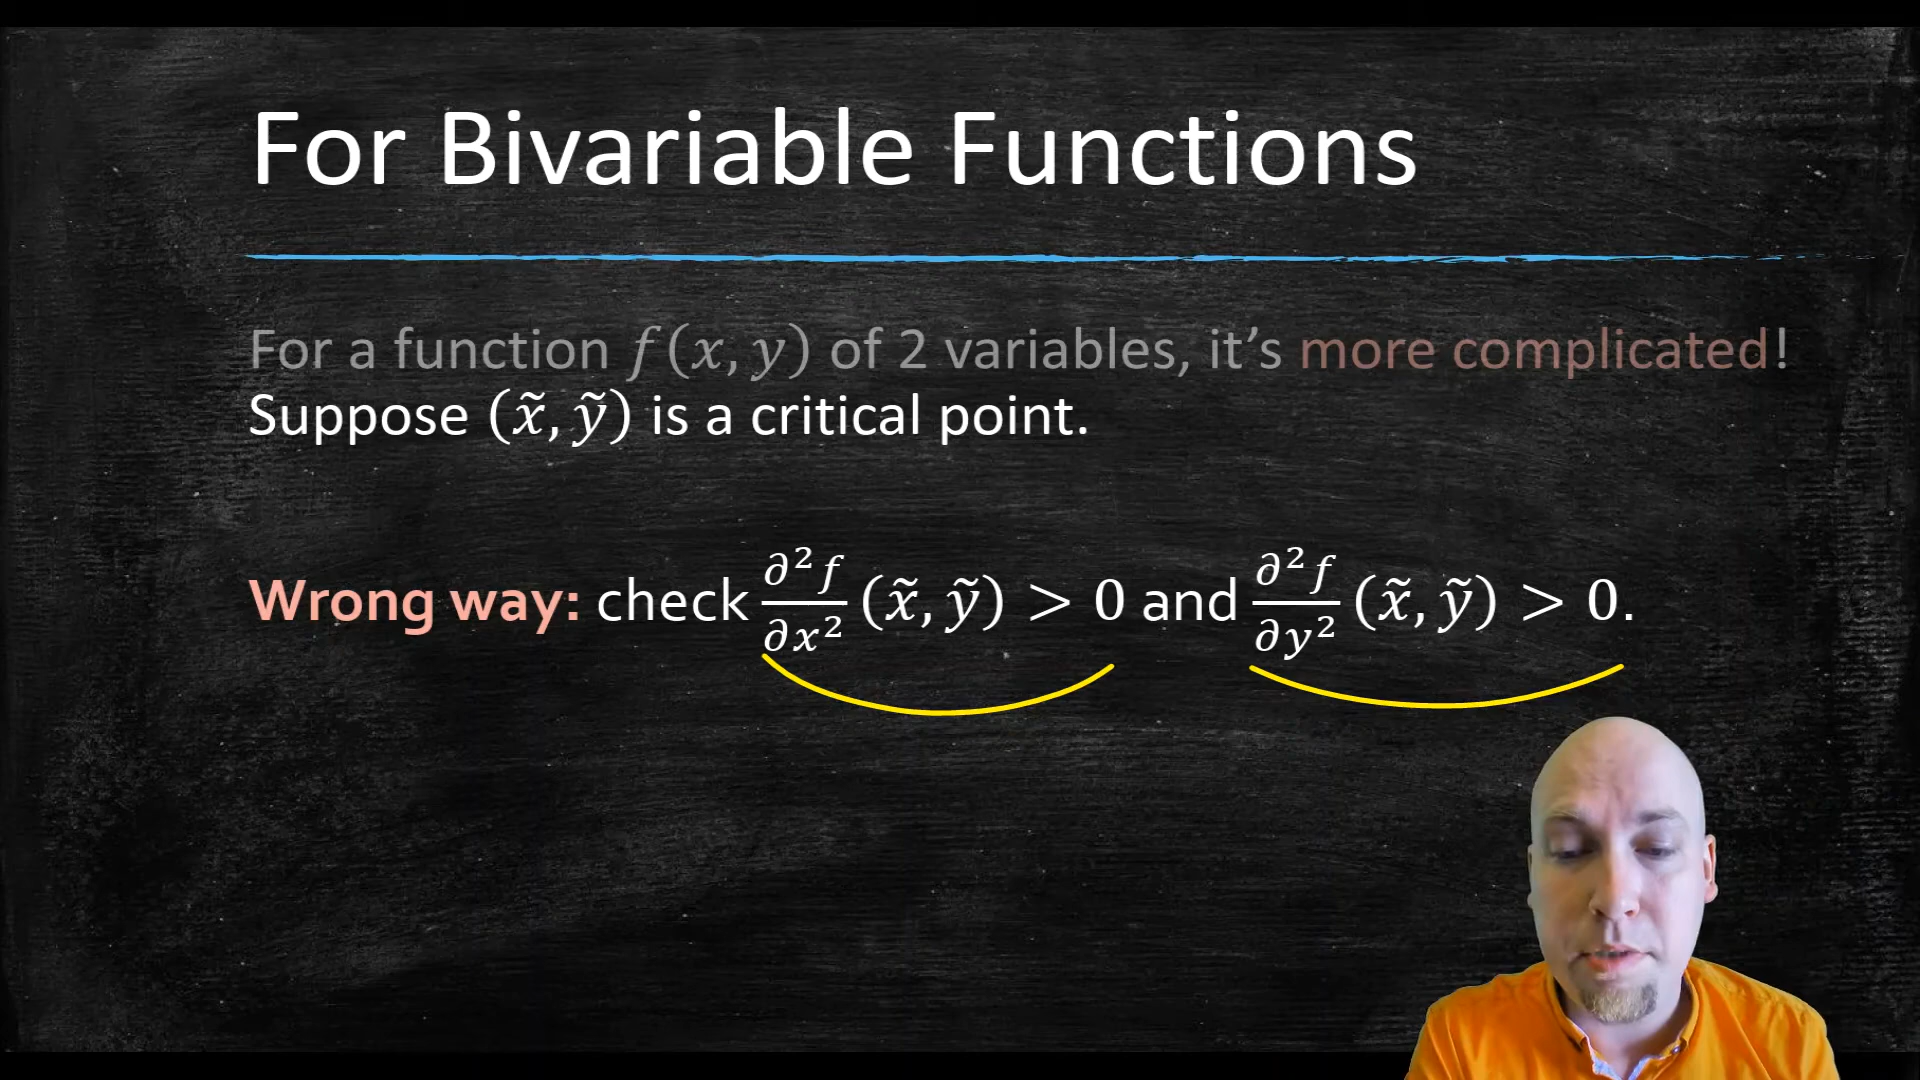 For Bivariable Functions
For a function f(x, y) of 2 variables, it's more complicated!
Suppose (x̃, ỹ) is a critical point.
Wrong way: check ∂²f/∂x² (x̃, ỹ) > 0 and ∂²f/∂y² (x̃, ỹ) > 0.